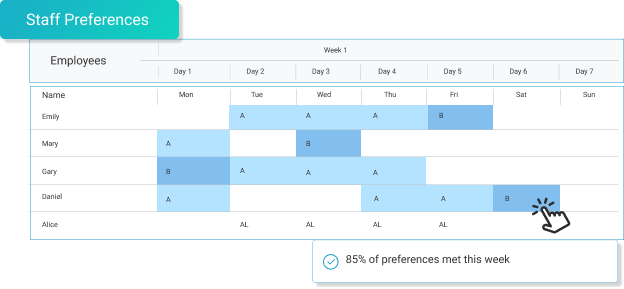 Staff Preferences
Week 1
Employees
Day 1 Day 2 Day 3 Day 4 Day 5 Day 6 Day 7
Name Mon Tue Wed Thu Fri Sat Sun
Emily A A A B
Mary A B
Gary B A A A
Daniel A A A B
Alice AL AL AL AL
85% of preferences met this week